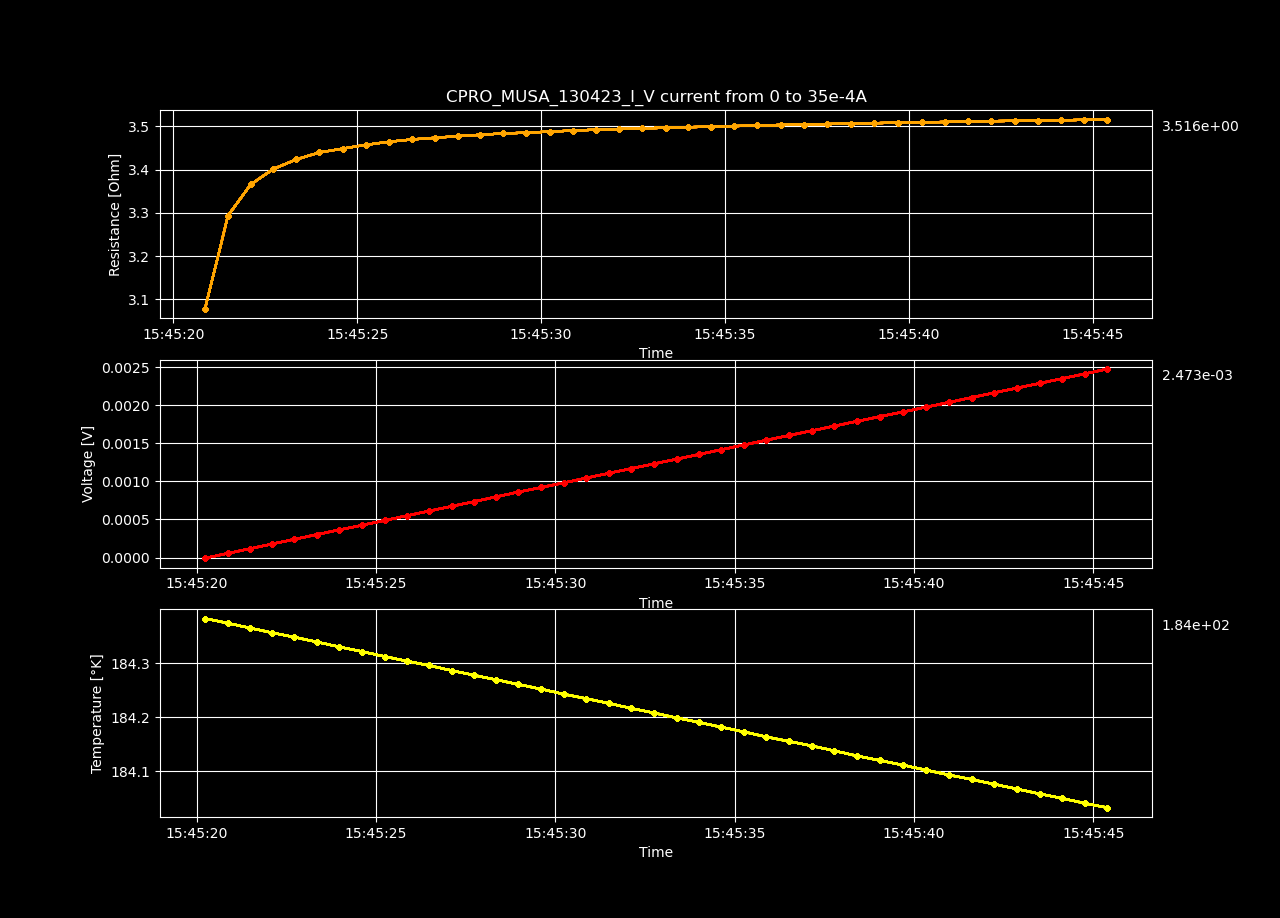 CPRO_MUSA_130423_I_V current from 0 to 35e-4A
3.5
3.4
3.3
3.2
3.1
Resistance [Ohm]
3.516e+00
15:45:20 15:45:25 15:45:30 15:45:35 15:45:40 15:45:45
Time
0.0025
0.0020
0.0015
0.0010
0.0005
0.0000
Voltage [V]
2.473e-03
15:45:20 15:45:25 15:45:30 15:45:35 15:45:40 15:45:45
Time
184.3
184.2
184.1
Temperature [°K]
1.84e+02
15:45:20 15:45:25 15:45:30 15:45:35 15:45:40 15:45:45
Time